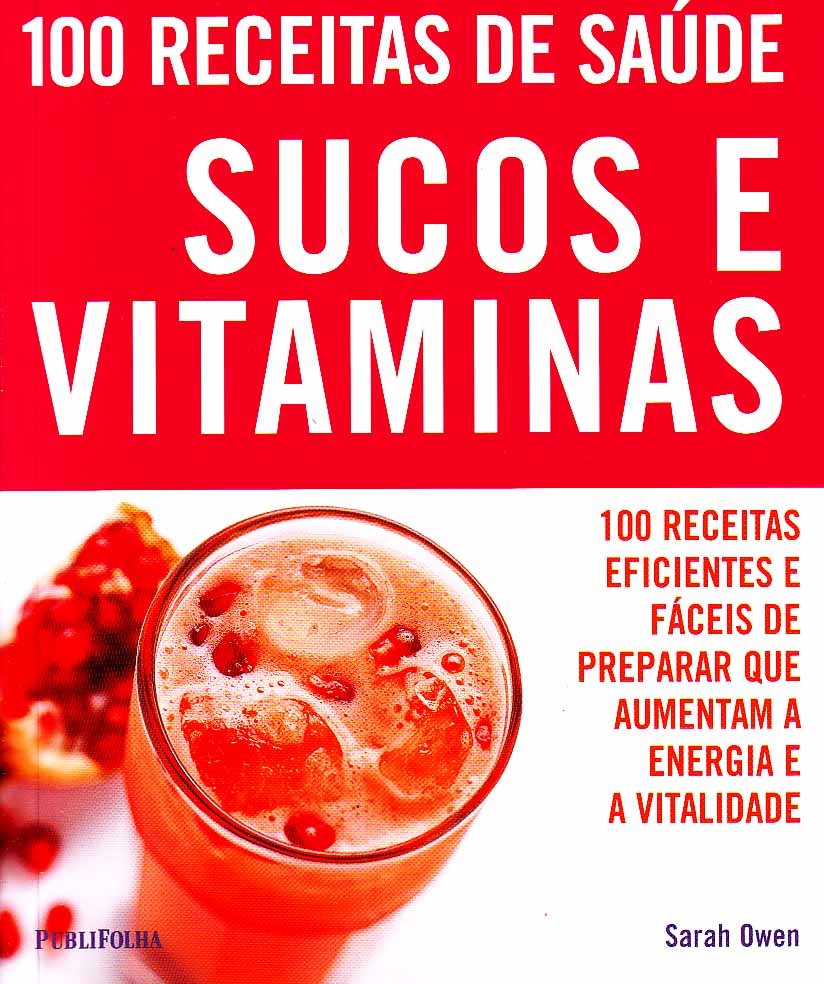 100 RECEITAS DE SAÚDE
SUCOS E
VITAMINAS
100 RECEITAS
EFICIENTES E
FÁCEIS DE
PREPARAR QUE
AUMENTAM A
ENERGIA E
A VITALIDADE
PUBLIFOLHA
Sarah Owen